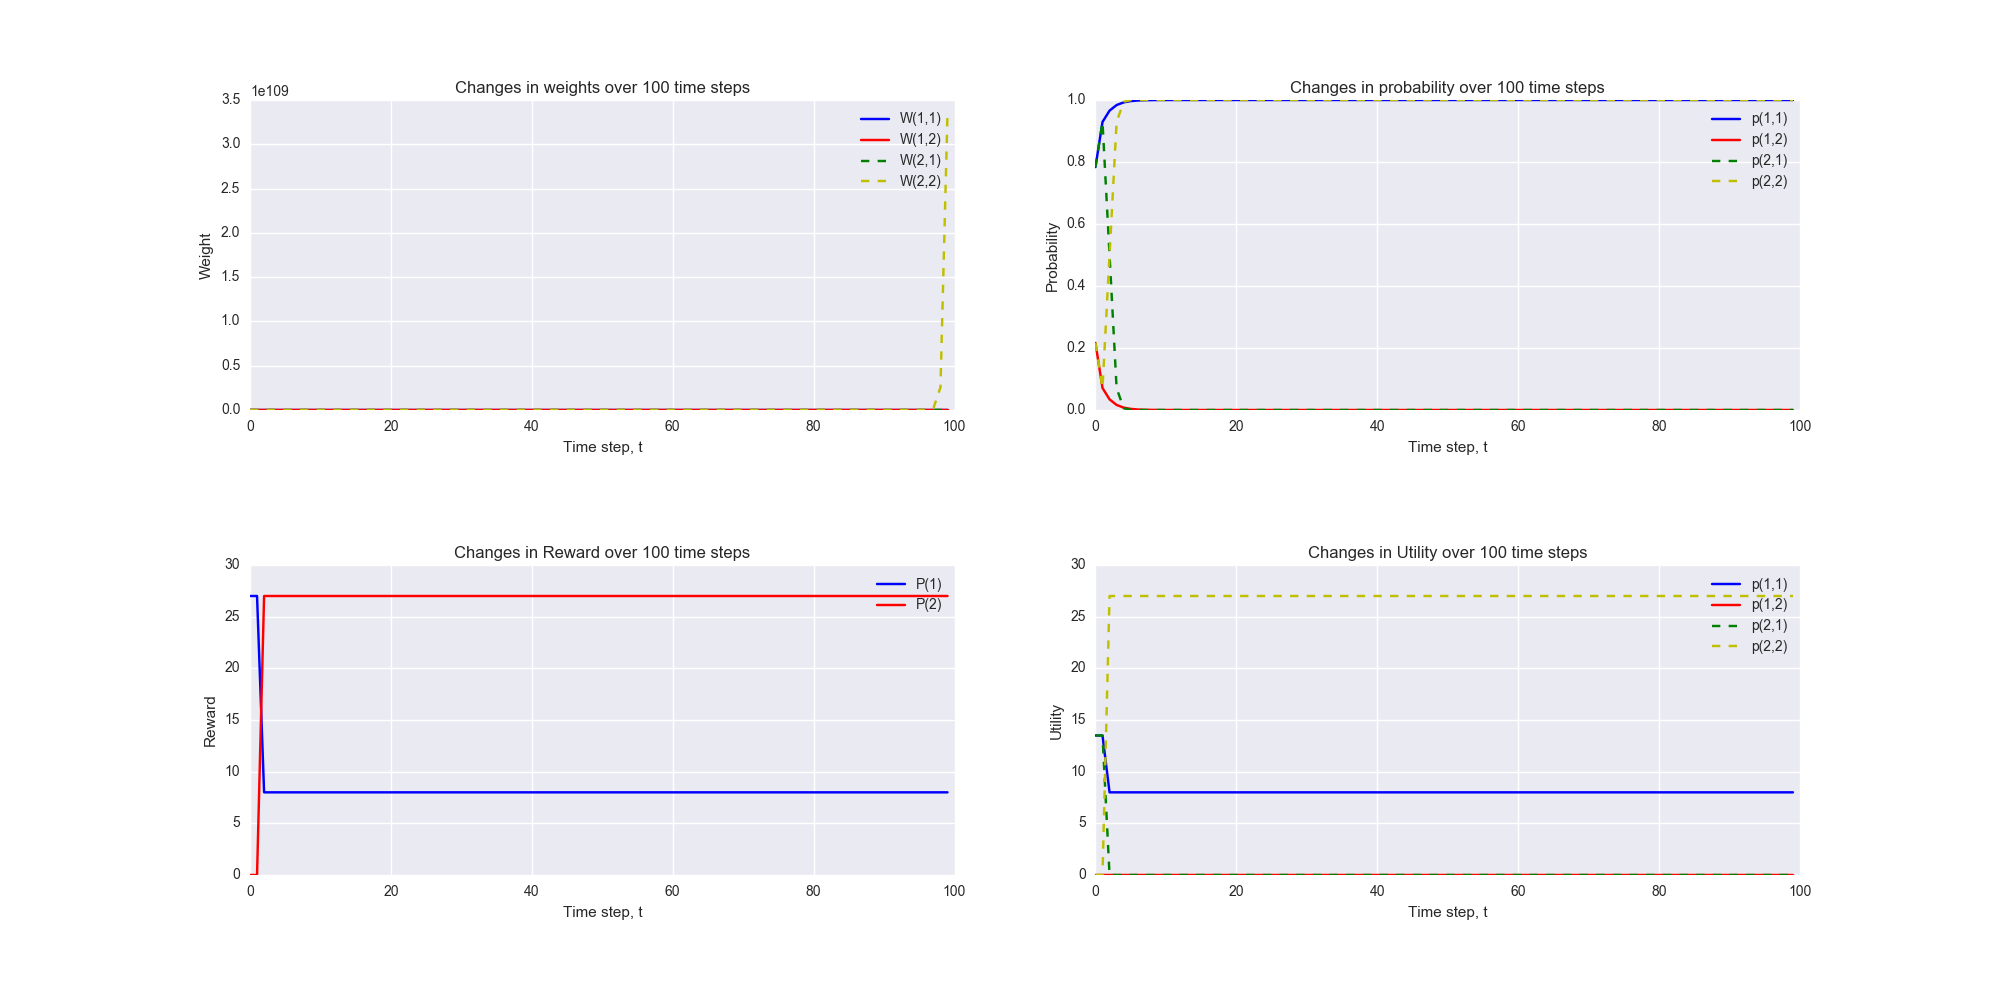 Changes in weights over 100 time steps
1e109
3.5
3.0
2.5
2.0
1.5
1.0
0.5
0.0
Weight
W(1,1)
W(1,2)
W(2,1)
W(2,2)
0 20 40 60 80 100
Time step, t
Changes in probability over 100 time steps
1.0
0.8
0.6
0.4
0.2
0.0
Probability
p(1,1)
p(1,2)
p(2,1)
p(2,2)
0 20 40 60 80 100
Time step, t
Changes in Reward over 100 time steps
30
25
20
15
10
5
0
Reward
P(1)
P(2)
0 20 40 60 80 100
Time step, t
Changes in Utility over 100 time steps
30
25
20
15
10
5
0
Utility
p(1,1)
p(1,2)
p(2,1)
p(2,2)
0 20 40 60 80 100
Time step, t